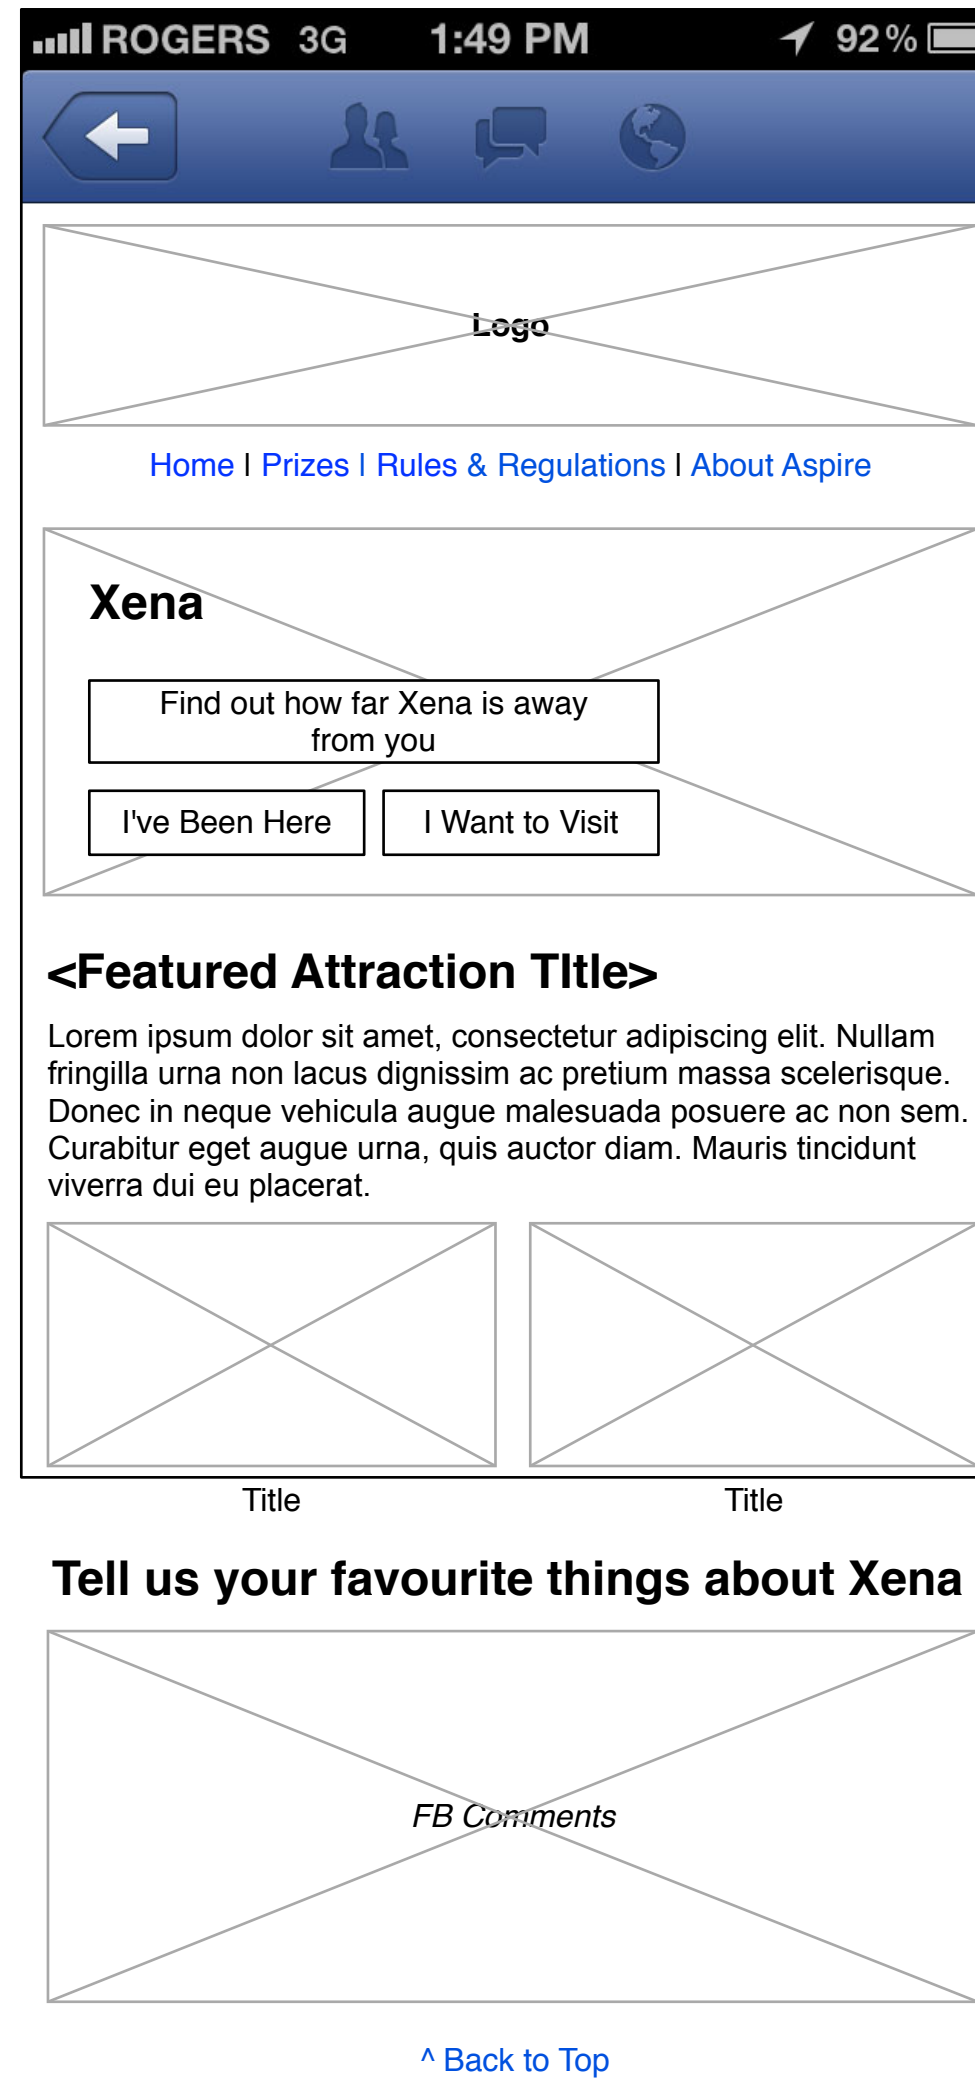 ROGERS 3G 1:49 PM 92%
Logo
Home | Prizes | Rules & Regulations | About Aspire
Xena
Find out how far Xena is away
from you
I've Been Here I Want to Visit
<Featured Attraction TItle>
Lorem ipsum dolor sit amet, consectetur adipiscing elit. Nullam
fringilla urna non lacus dignissim ac pretium massa scelerisque.
Donec in neque vehicula augue malesuada posuere ac non sem.
Curabitur eget augue urna, quis auctor diam. Mauris tincidunt
viverra dui eu placerat.
Title Title
Tell us your favourite things about Xena
FB Comments
^ Back to Top